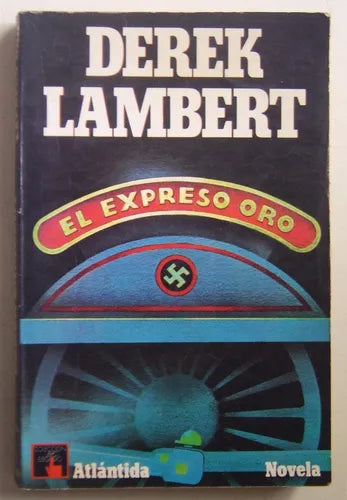 DEREK
LAMBERT
EL EXPRESO ORO
Atlántida
Novela